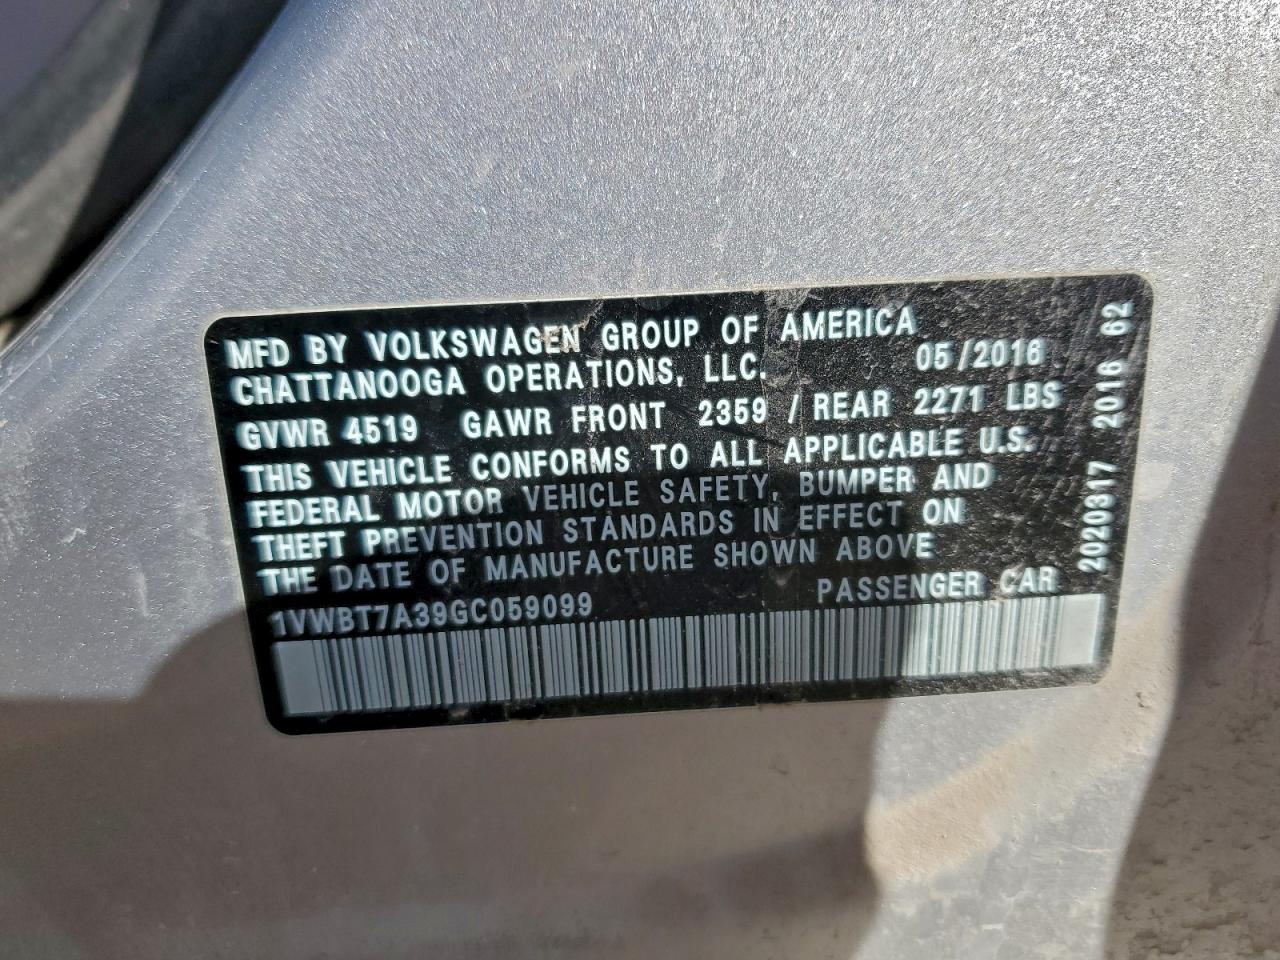 MFD BY VOLKSWAGEN GROUP OF AMERICA
CHATTANOOGA OPERATIONS, LLC. 05/2016
GVWR 4519 GAWR FRONT 2359 / REAR 2271 LBS
THIS VEHICLE CONFORMS TO ALL APPLICABLE U.S.
FEDERAL MOTOR VEHICLE SAFETY, BUMPER AND
THEFT PREVENTION STANDARDS IN EFFECT ON
THE DATE OF MANUFACTURE SHOWN ABOVE
1VWBT7A39GC059099 PASSENGER CAR
2020317 2016 62